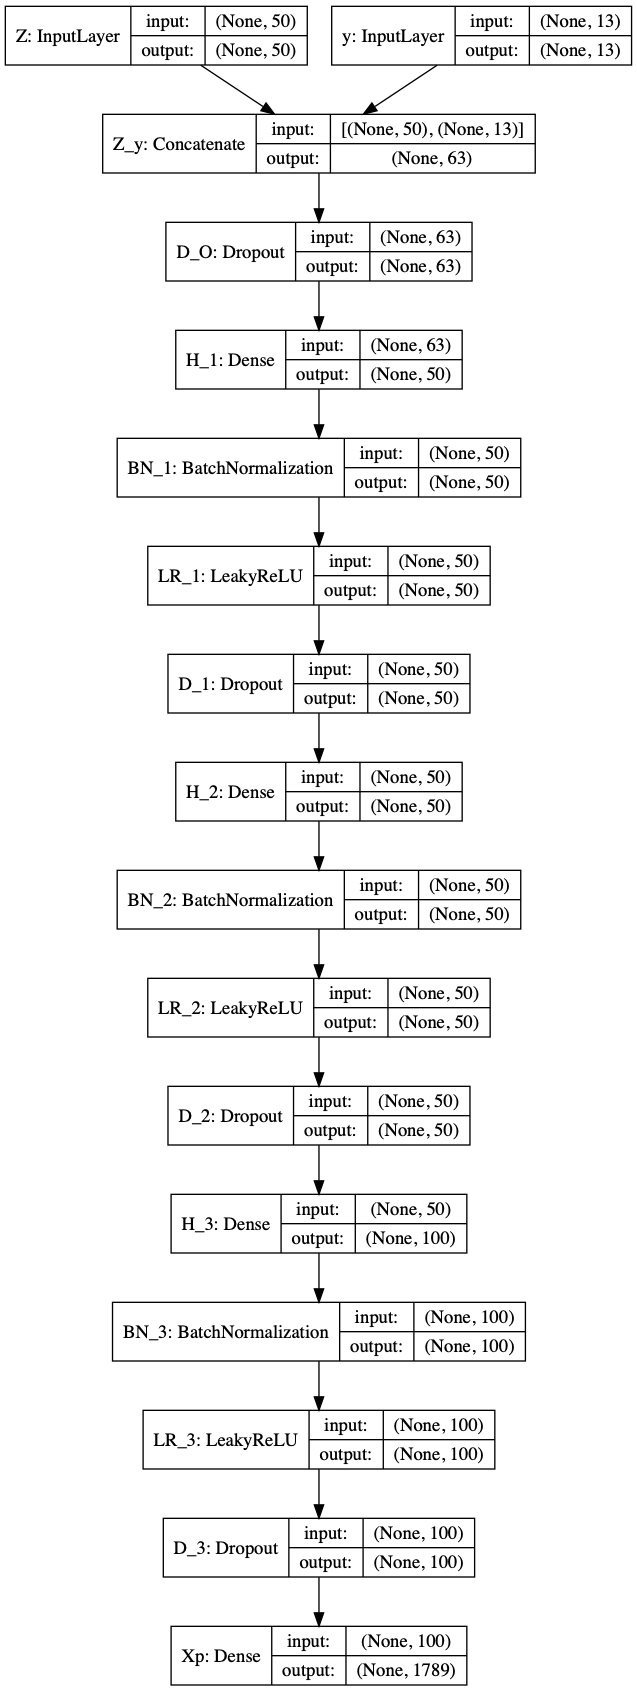 Z: InputLayer input: (None, 50)
output: (None, 50)
y: InputLayer input: (None, 13)
output: (None, 13)
Z_y: Concatenate input: [(None, 50), (None, 13)]
output: (None, 63)
D_O: Dropout input: (None, 63)
output: (None, 63)
H_1: Dense input: (None, 63)
output: (None, 50)
BN_1: BatchNormalization input: (None, 50)
output: (None, 50)
LR_1: LeakyReLU input: (None, 50)
output: (None, 50)
D_1: Dropout input: (None, 50)
output: (None, 50)
H_2: Dense input: (None, 50)
output: (None, 50)
BN_2: BatchNormalization input: (None, 50)
output: (None, 50)
LR_2: LeakyReLU input: (None, 50)
output: (None, 50)
D_2: Dropout input: (None, 50)
output: (None, 50)
H_3: Dense input: (None, 50)
output: (None, 100)
BN_3: BatchNormalization input: (None, 100)
output: (None, 100)
LR_3: LeakyReLU input: (None, 100)
output: (None, 100)
D_3: Dropout input: (None, 100)
output: (None, 100)
Xp: Dense input: (None, 100)
output: (None, 1789)